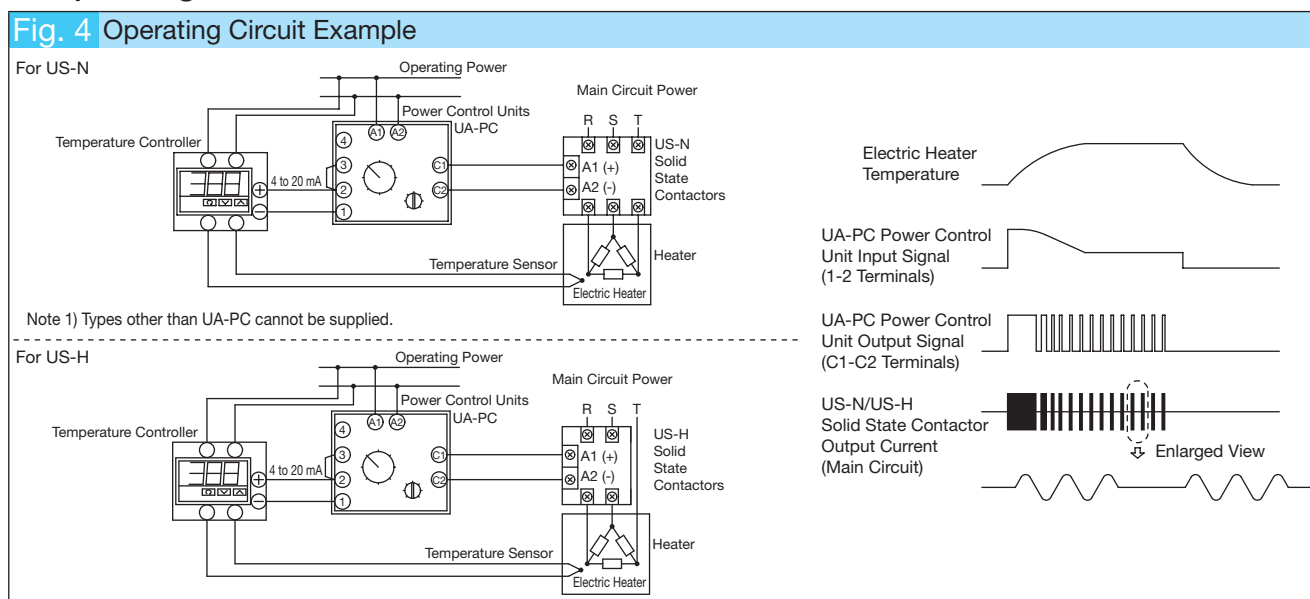 Fig. 4 Operating Circuit Example
For US-N
Operating Power
Main Circuit Power
Power Control Units
UA-PC
Temperature Controller
R S T
A1 A2
4
3
2
1
C1
C2
4 to 20 mA
+
−
A1 (+)
A2 (-)
US-N
Solid
State
Contactors
Heater
Temperature Sensor
Electric Heater
Note 1) Types other than UA-PC cannot be supplied.
For US-H
Operating Power
Main Circuit Power
Power Control Units
UA-PC
Temperature Controller
R S T
A1 A2
4
3
2
1
C1
C2
4 to 20 mA
+
−
A1 (+)
A2 (-)
US-H
Solid
State
Contactors
Heater
Temperature Sensor
Electric Heater
Electric Heater
Temperature
UA-PC Power Control
Unit Input Signal
(1-2 Terminals)
UA-PC Power Control
Unit Output Signal
(C1-C2 Terminals)
US-N/US-H
Solid State Contactor
Output Current
(Main Circuit)
Enlarged View